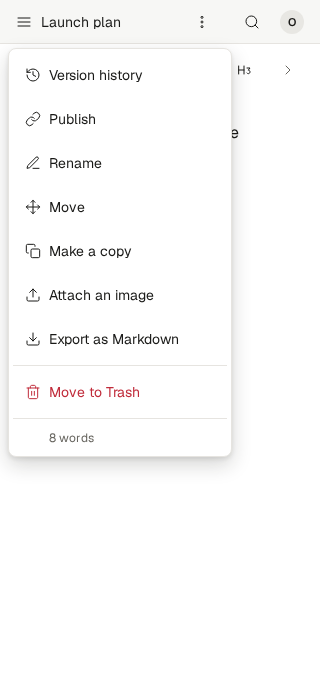 Launch plan
O
H3
e
Version history
Publish
Rename
Move
Make a copy
Attach an image
Export as Markdown
Move to Trash
8 words